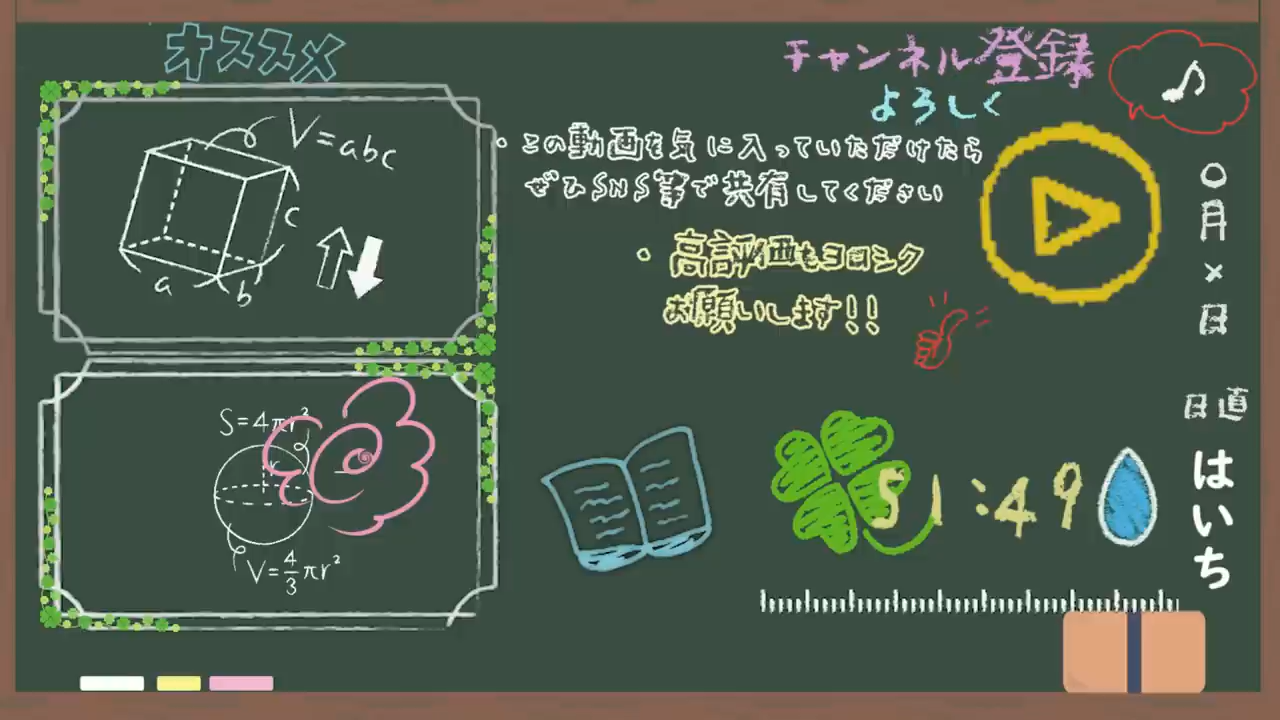 オススメ
V=abc
c
a
b
S=4πr²
r
V=4/3πr²
チャンネル登録
よろしく
・この動画を気に入っていただけたら
ぜひSNS等で共有してください
・高評価もヨロシク
お願いします!!
51:49
〇月×日
日直
はいち